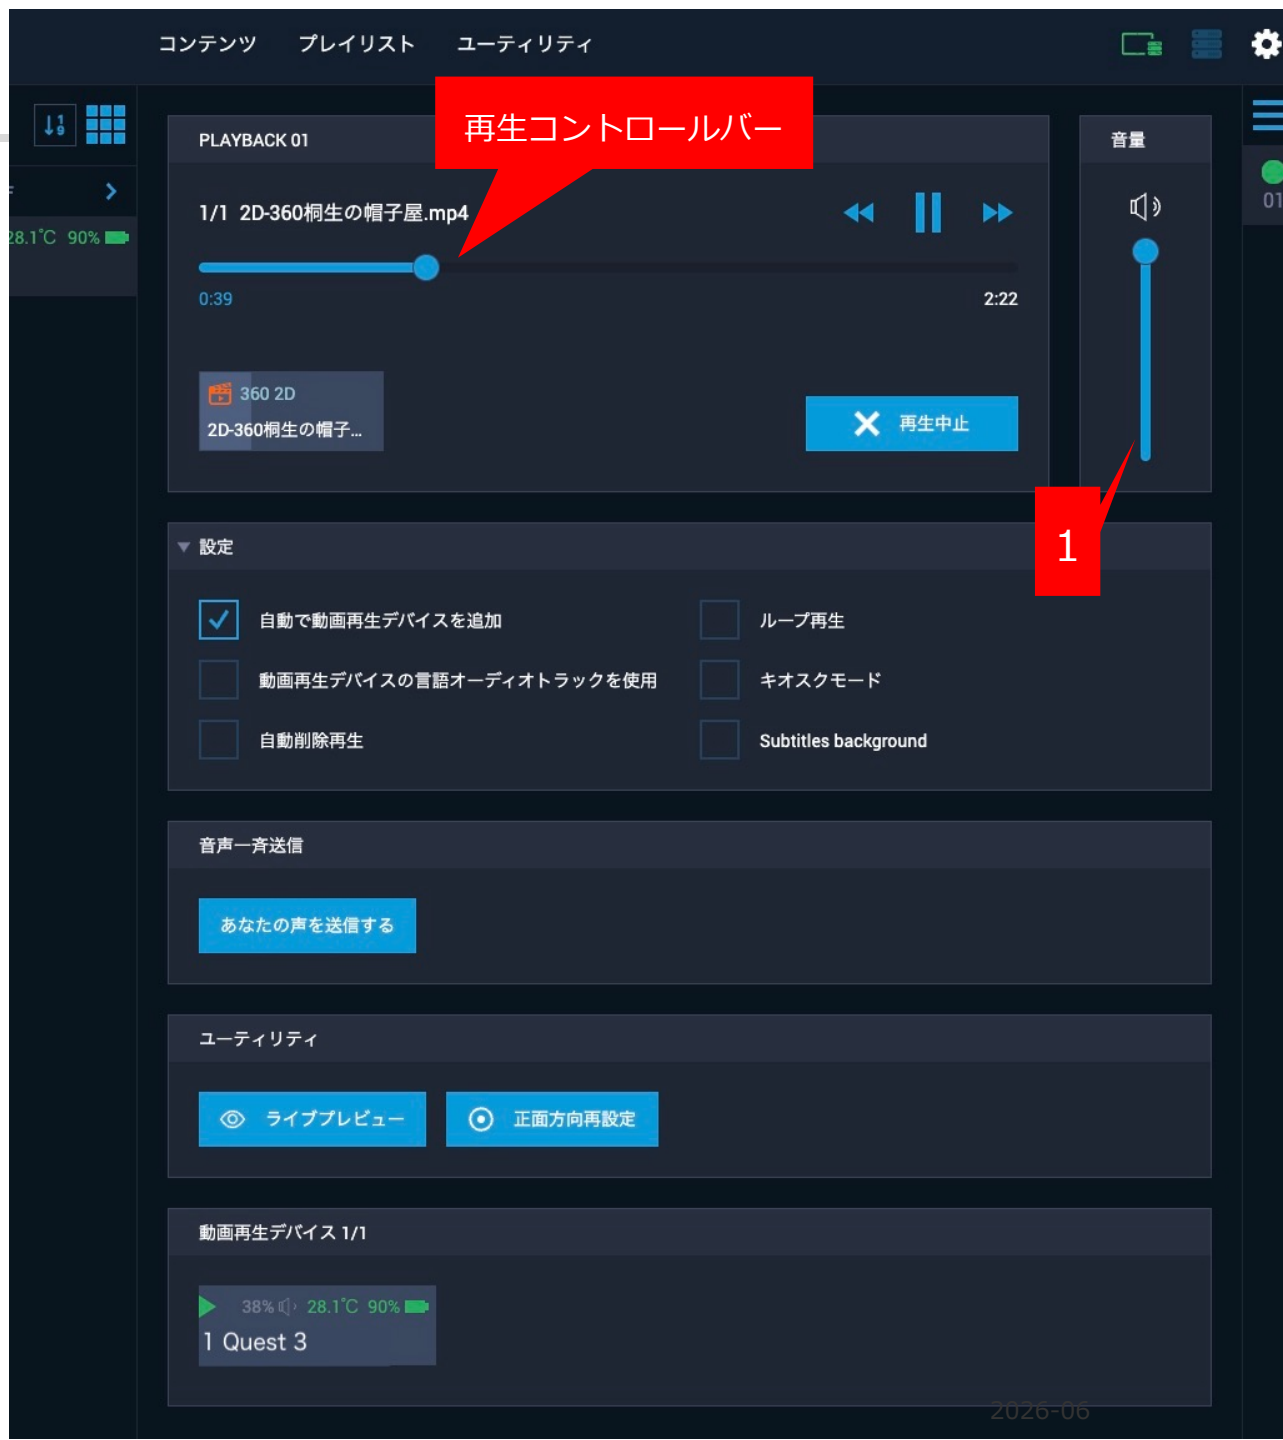 コンテンツ プレイリスト ユーティリティ
再生コントロールバー
PLAYBACK 01
音量
1/1 2D-360桐生の帽子屋.mp4
01
28.1℃ 90%
0:39 2:22
360 2D
2D-360桐生の帽子...
再生中止
1
設定
自動で動画再生デバイスを追加 ループ再生
動画再生デバイスの言語オーディオトラックを使用 キオスクモード
自動削除再生 Subtitles background
音声一斉送信
あなたの声を送信する
ユーティリティ
ライブプレビュー 正面方向再設定
動画再生デバイス 1/1
38% 28.1℃ 90%
1 Quest 3
2026-06